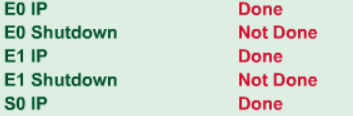 E0 IP Done
E0 Shutdown Not Done
E1 IP Done
E1 Shutdown Not Done
S0 IP Done